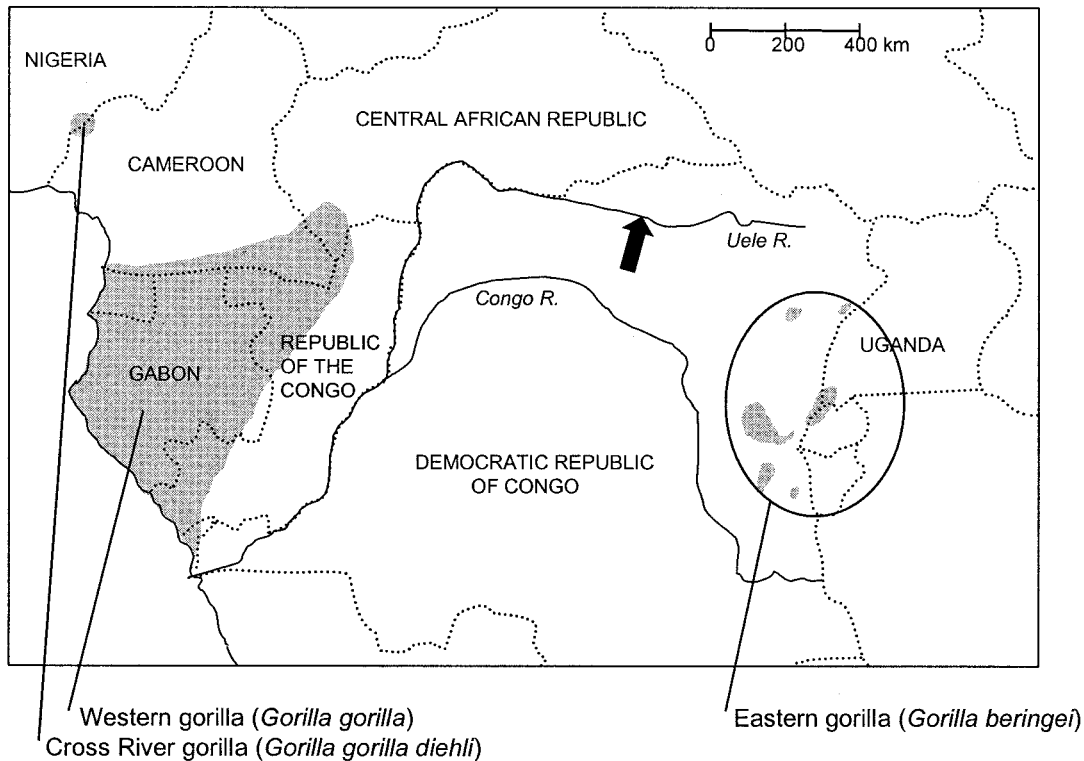 NIGERIA
0 200 400 km
CENTRAL AFRICAN REPUBLIC
CAMEROON
Uele R.
Congo R.
REPUBLIC
OF THE
CONGO
UGANDA
GABON
DEMOCRATIC REPUBLIC
OF CONGO
Western gorilla (Gorilla gorilla)
Eastern gorilla (Gorilla beringei)
Cross River gorilla (Gorilla gorilla diehli)